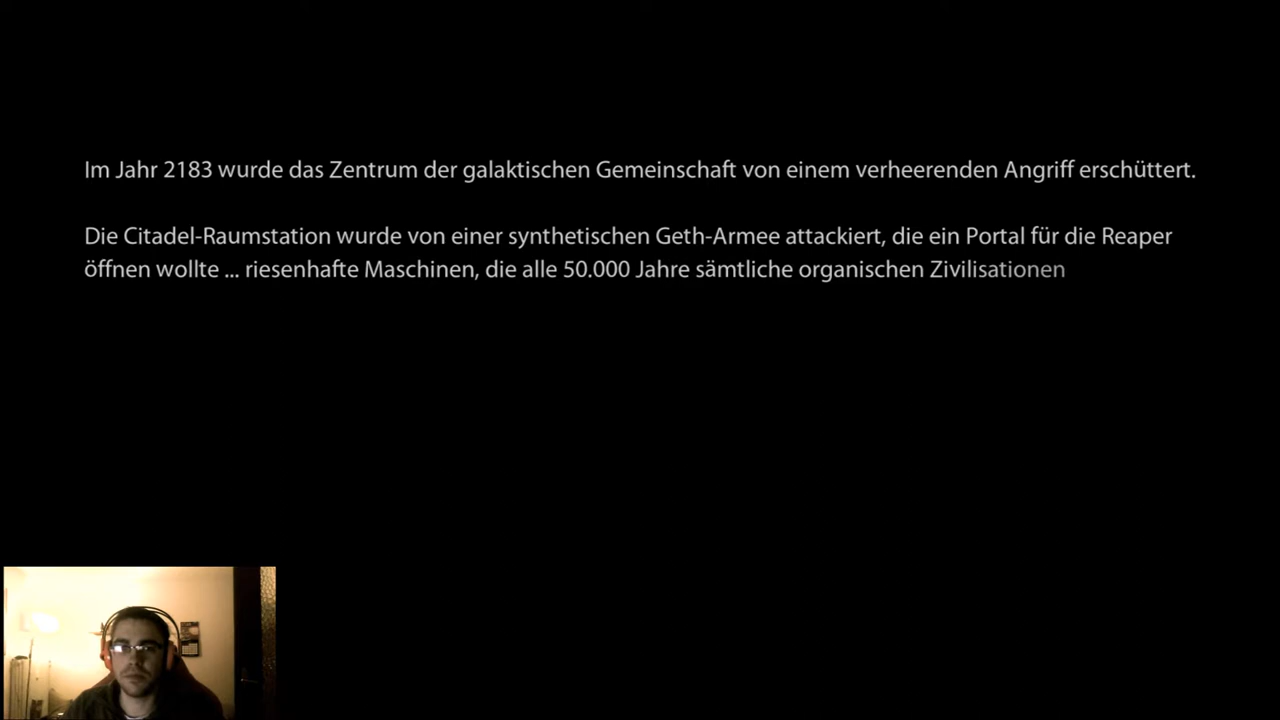 Im Jahr 2183 wurde das Zentrum der galaktischen Gemeinschaft von einem verheerenden Angriff erschüttert.
Die Citadel-Raumstation wurde von einer synthetischen Geth-Armee attackiert, die ein Portal für die Reaper
öffnen wollte ... riesenhafte Maschinen, die alle 50.000 Jahre sämtliche organischen Zivilisationen